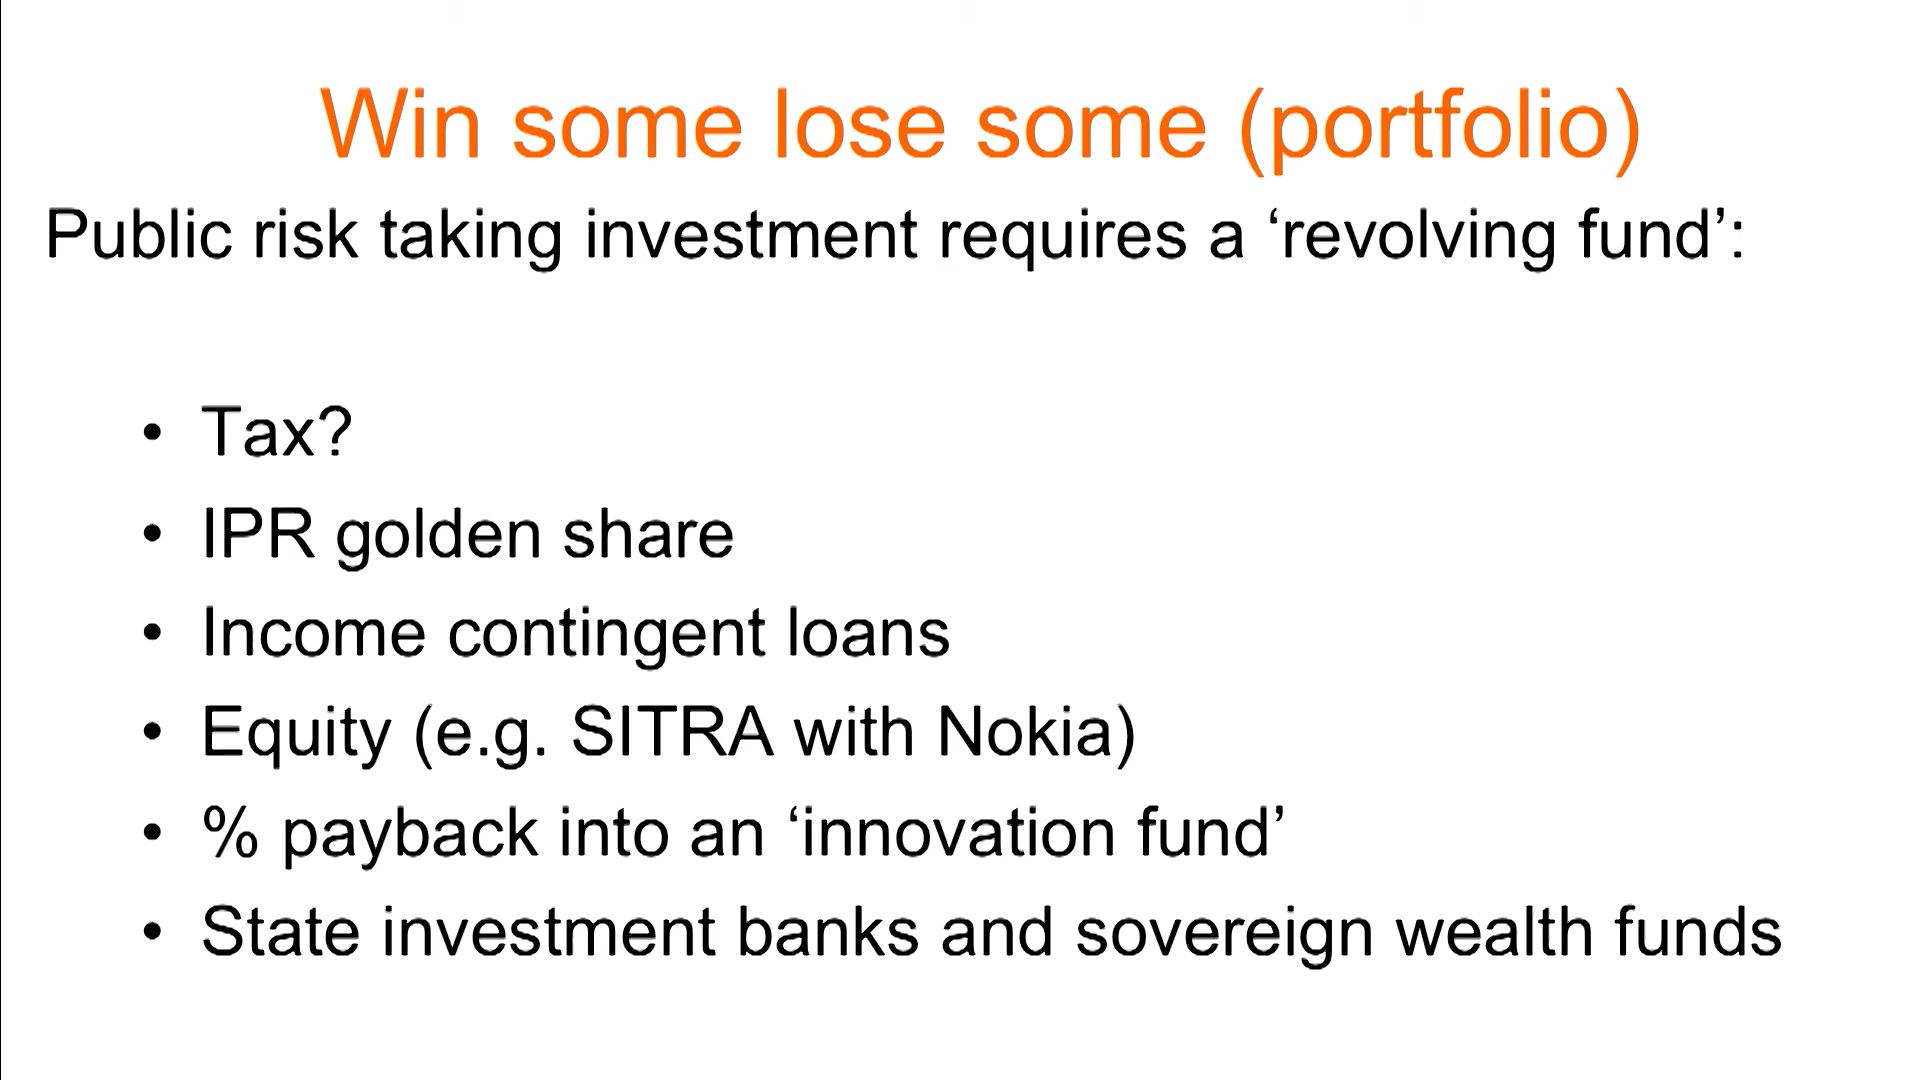 Win some lose some (portfolio)
Public risk taking investment requires a ‘revolving fund’:
• Tax?
• IPR golden share
• Income contingent loans
• Equity (e.g. SITRA with Nokia)
• % payback into an ‘innovation fund’
• State investment banks and sovereign wealth funds